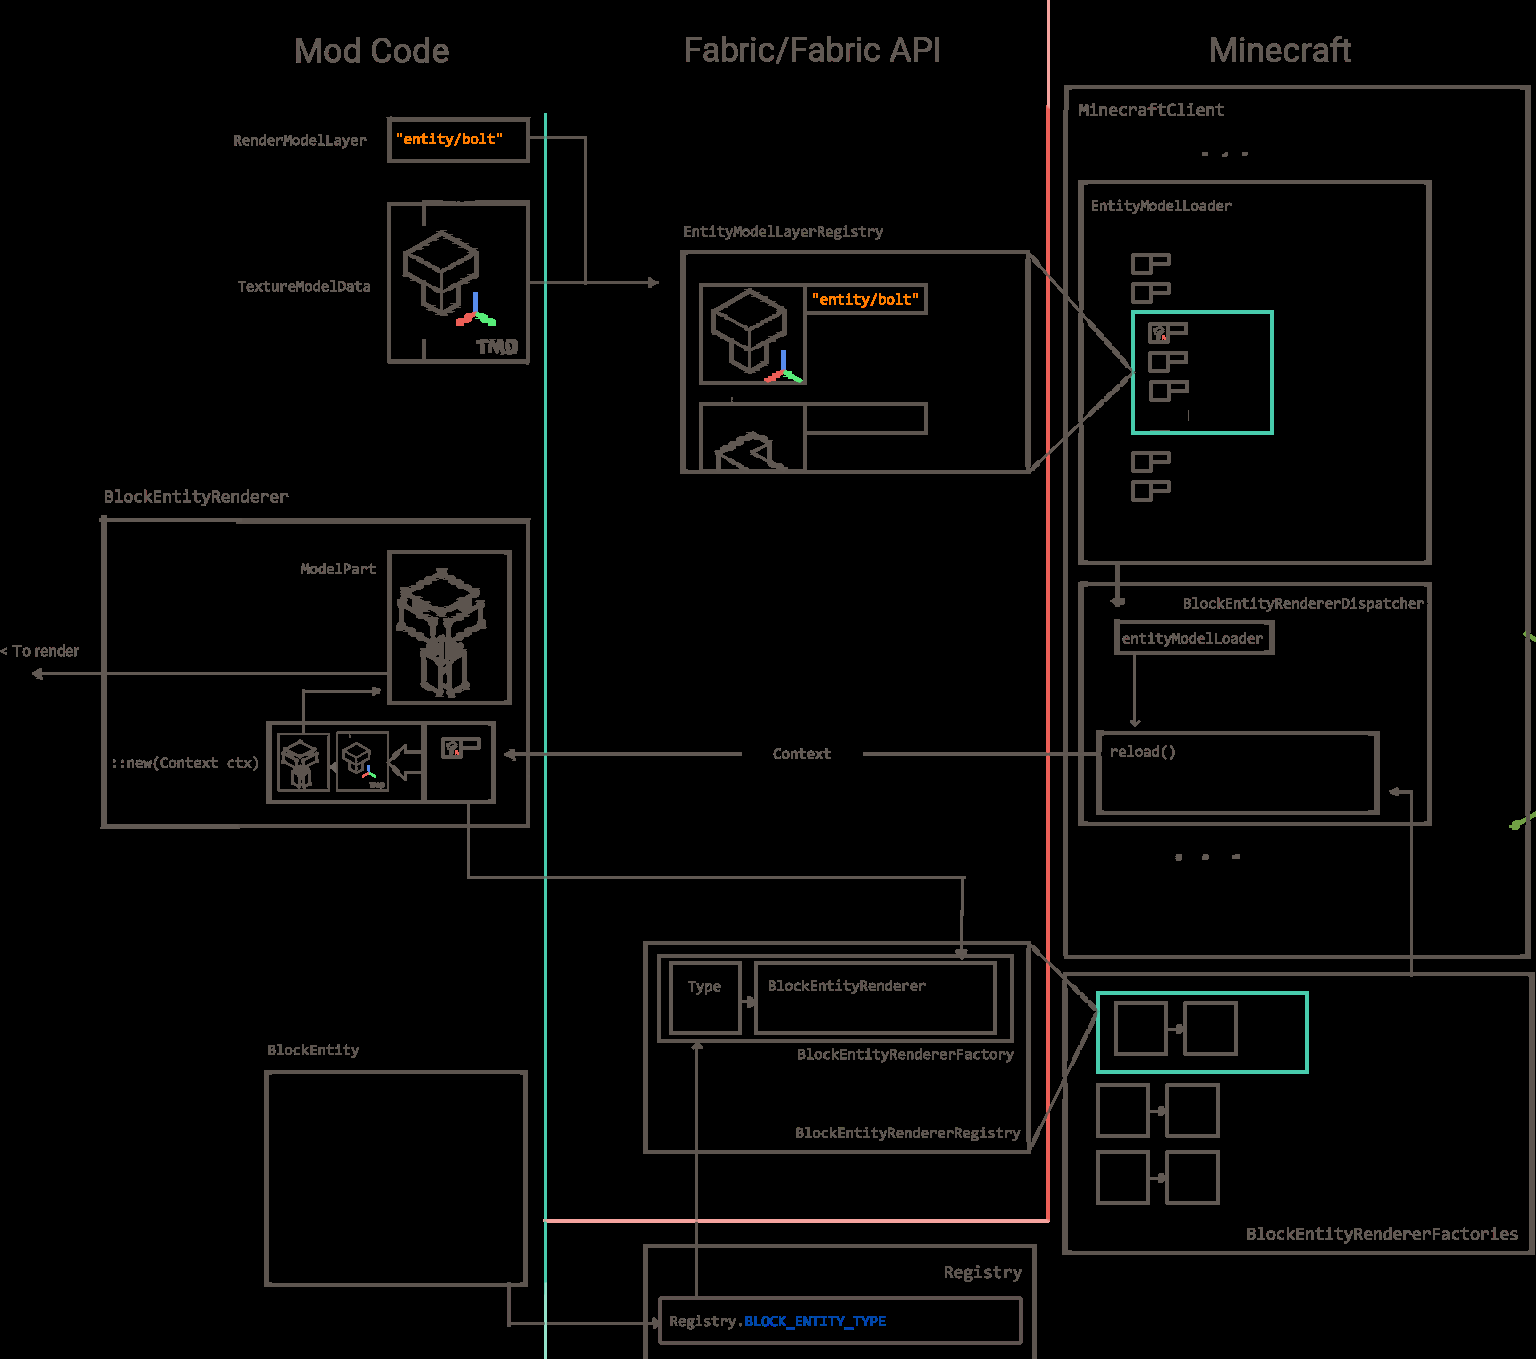 Mod Code
Fabric/Fabric API
Minecraft
MinecraftClient
RenderModelLayer
"entity/bolt"
. . .
EntityModelLoader
EntityModelLayerRegistry
TextureModelData
"entity/bolt"
TMD
BlockEntityRenderer
ModelPart
BlockEntityRendererDispatcher
entityModelLoader
< To render
Context
reload()
::new(Context ctx)
TMD
. . .
Type
BlockEntityRenderer
BlockEntity
BlockEntityRendererFactory
BlockEntityRendererRegistry
BlockEntityRendererFactories
Registry
Registry.BLOCK_ENTITY_TYPE